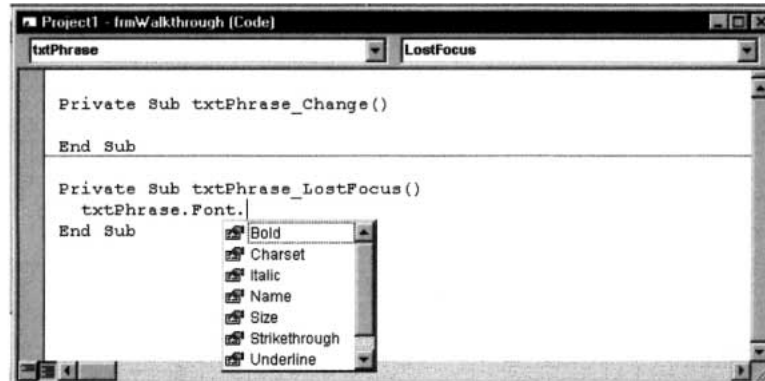 Project1 - frmWalkthrough (Code)
txtPhrase
LostFocus
Private Sub txtPhrase_Change()
End Sub
Private Sub txtPhrase_LostFocus()
txtPhrase.Font.
End Sub
Bold
Charset
Italic
Name
Size
Strikethrough
Underline